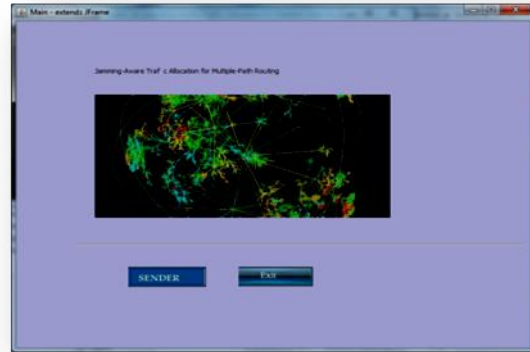 Main - extends JFrame
Jamming-Aware Traf c Allocation for Multiple-Path Routing
SENDER
Exit